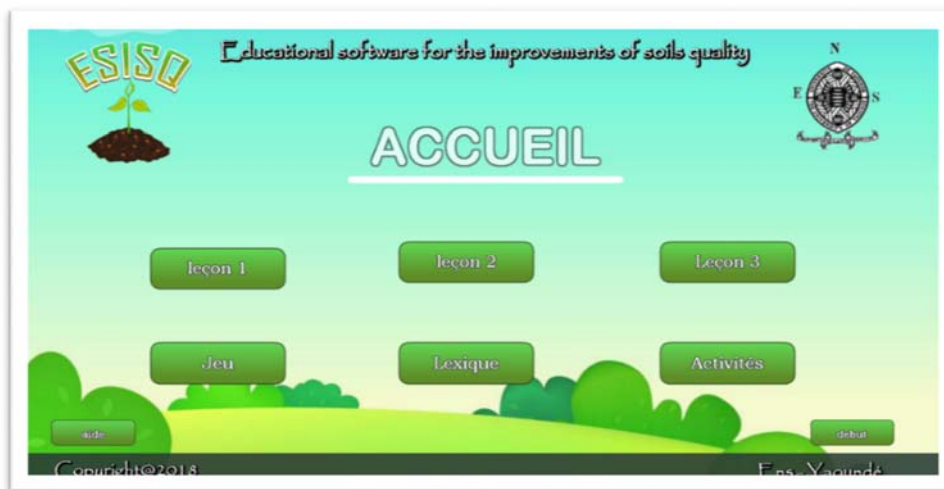 ESISQ
Educational software for the improvements of soils quality
N
E S
ACCUEIL
leçon 1 leçon 2 Leçon 3
Jeu Lexique Activités
aide debut
Copyright@2018 Ens-Yaoundé